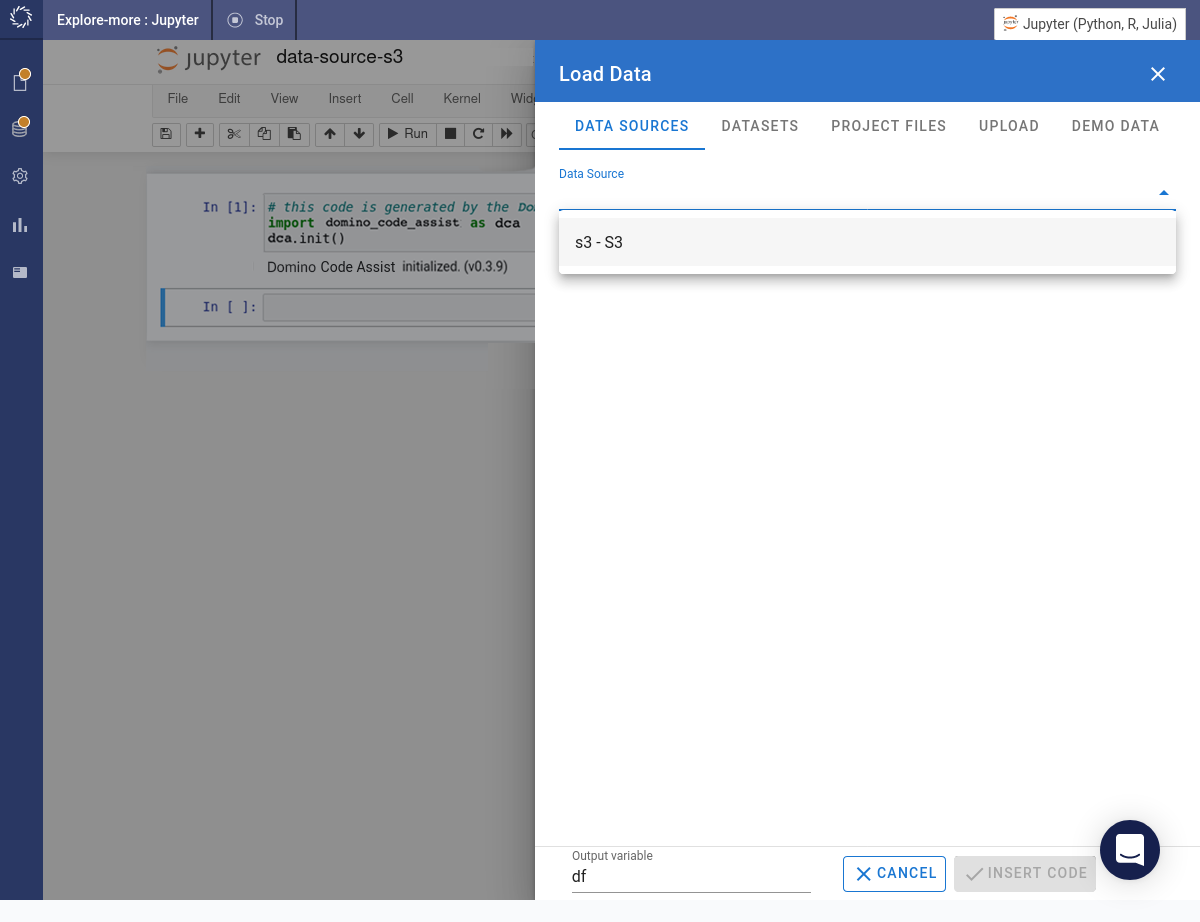 Explore-more : Jupyter
Stop
Jupyter (Python, R, Julia)
jupyter data-source-s3
File Edit View Insert Cell Kernel
Run
In [1]:
# this code is generated by the
import domino_code_assist as dca
dca.init()
Domino Code Assist initialized. (v0.3.9)
In [ ]:
Load Data
DATA SOURCES DATASETS PROJECT FILES UPLOAD DEMO DATA
Data Source
s3 - S3
Output variable
df
CANCEL
INSERT CODE